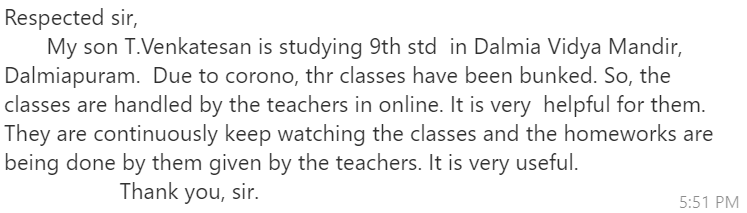 Respected sir,
My son T.Venkatesan is studying 9th std in Dalmia Vidya Mandir,
Dalmiapuram. Due to corono, thr classes have been bunked. So, the
classes are handled by the teachers in online. It is very helpful for them.
They are continuously keep watching the classes and the homeworks are
being done by them given by the teachers. It is very useful.
Thank you, sir.
5:51 PM